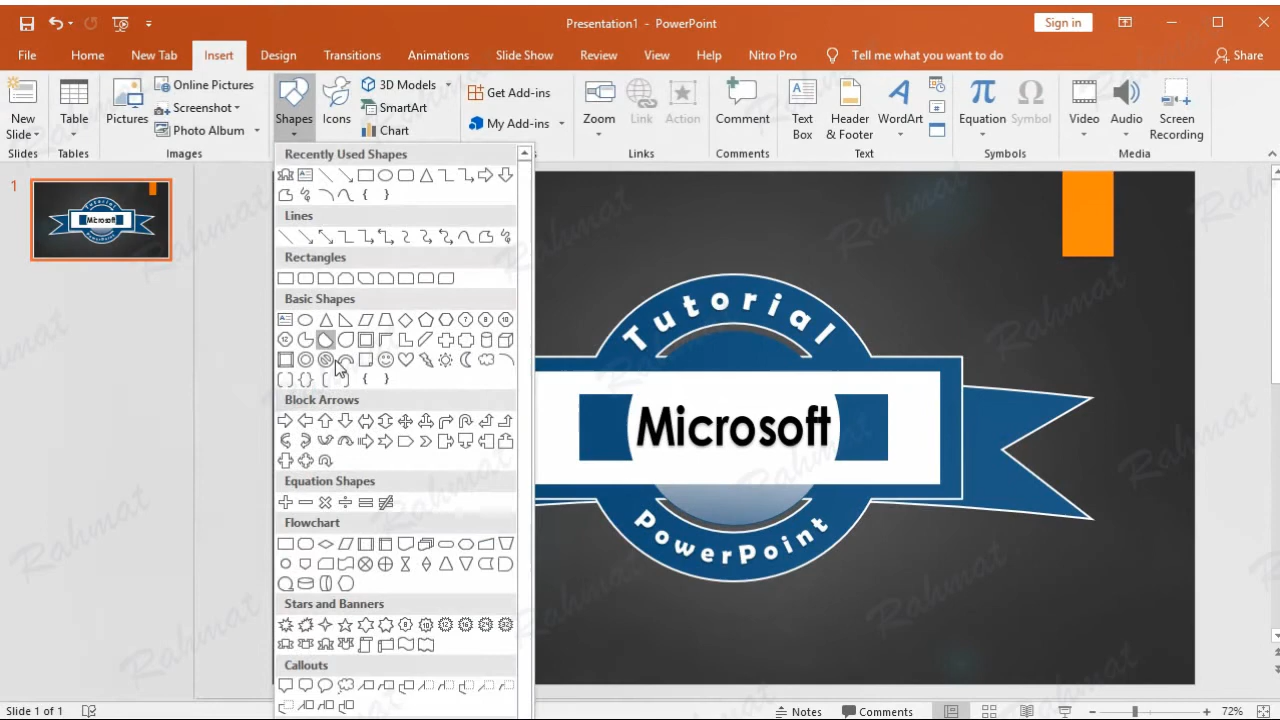 Presentation1 - PowerPoint
Sign in
File Home New Tab Insert Design Transitions Animations Slide Show Review View Help Nitro Pro Tell me what you want to do Share
New Slide
Table
Pictures
Online Pictures
Screenshot
Photo Album
Shapes
Icons
3D Models
SmartArt
Chart
Get Add-ins
My Add-ins
Zoom
Link
Action
Comment
Text Box
Header & Footer
WordArt
Equation
Symbol
Video
Audio
Screen Recording
Slides Tables Images Links Comments Text Symbols Media
Recently Used Shapes
Lines
Rectangles
Basic Shapes
Block Arrows
Equation Shapes
Flowchart
Stars and Banners
Callouts
1
Tutorial
Microsoft
PowerPoint
Tutorial
Microsoft
PowerPoint
Rahmat
Slide 1 of 1
Notes
Comments
72%